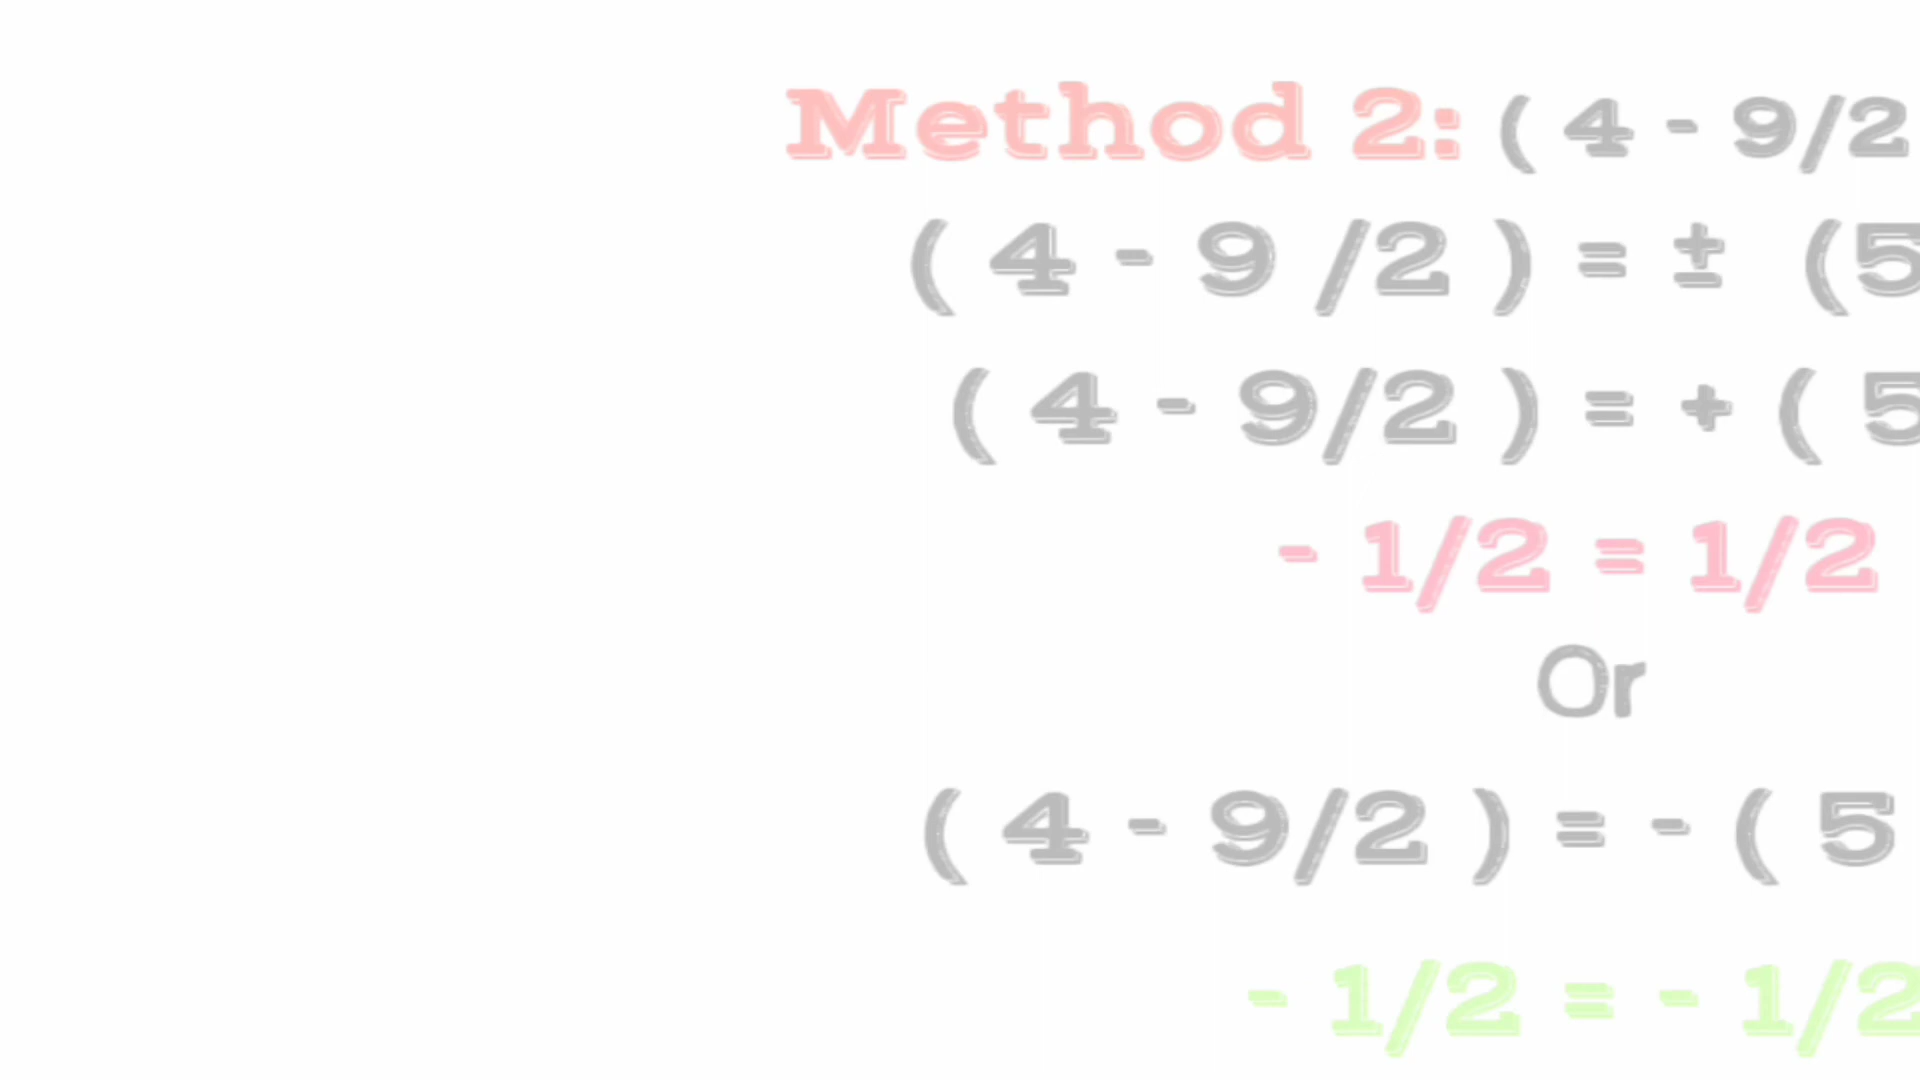 Method 2: ( 4 - 9/2
( 4 - 9 /2 ) = ± (5
( 4 - 9/2 ) = + ( 5
- 1/2 = 1/2
Or
( 4 - 9/2 ) = - ( 5
- 1/2 = - 1/2